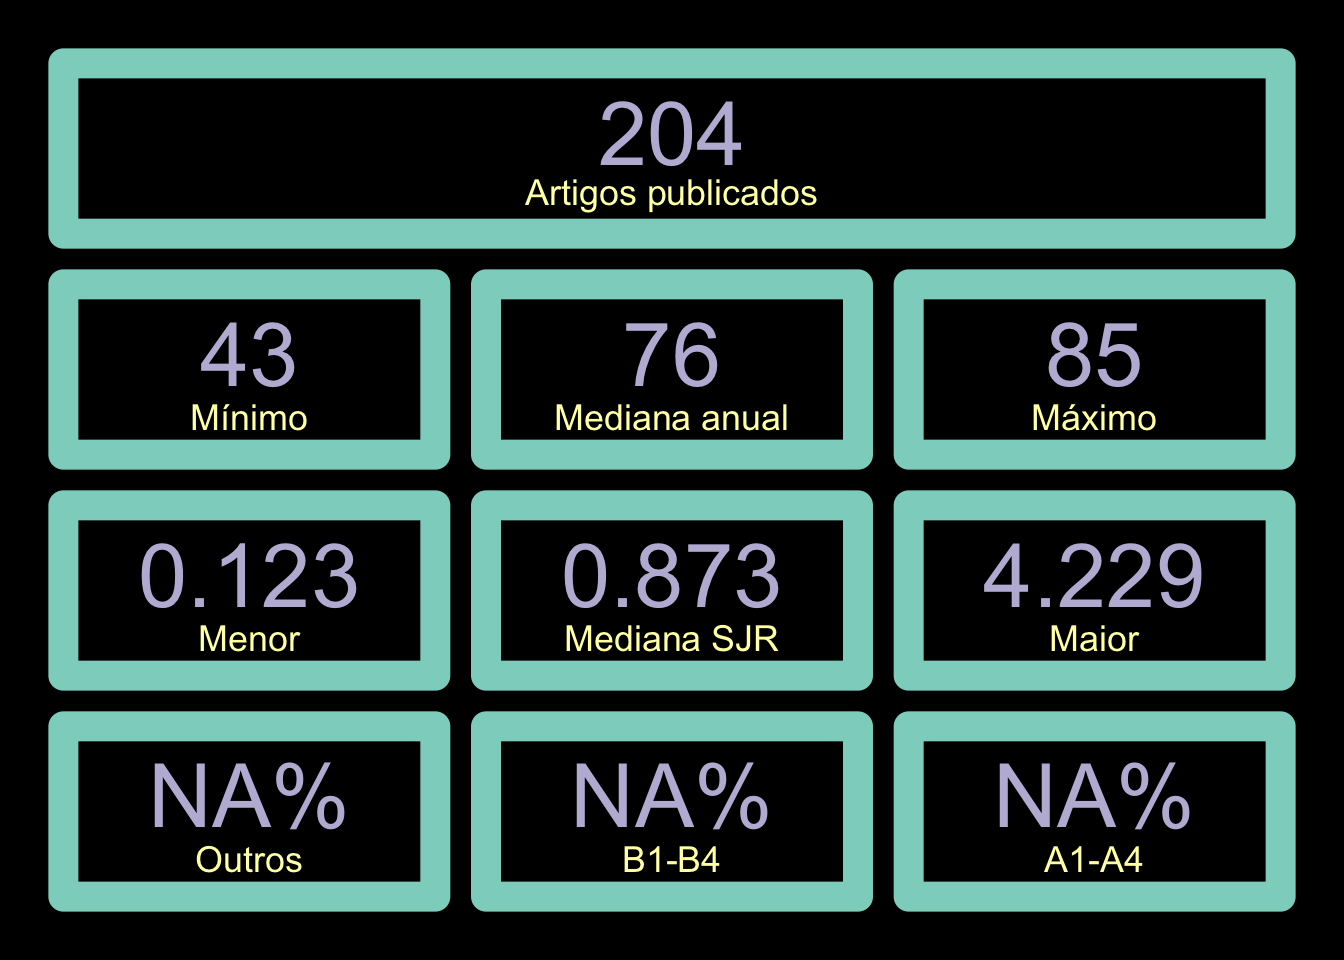 204
Artigos publicados
43
Mínimo
76
Mediana anual
85
Máximo
0.123
Menor
0.873
Mediana SJR
4.229
Maior
NA%
Outros
NA%
B1-B4
NA%
A1-A4